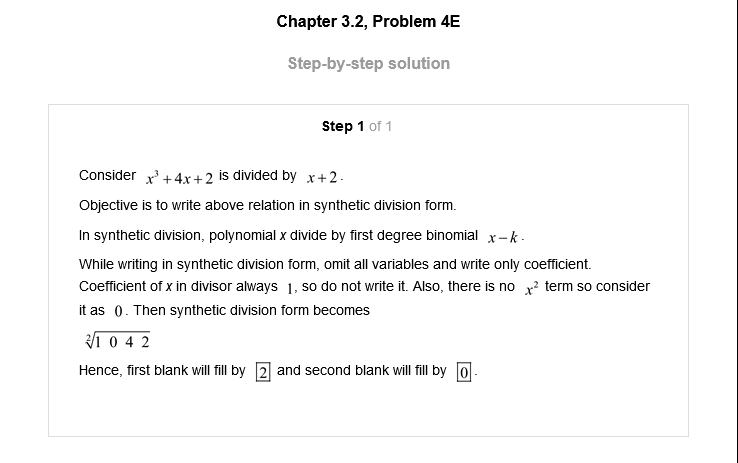 Chapter 3.2, Problem 4E
Step-by-step solution
Step 1 of 1
Consider x³ + 4x + 2 is divided by x + 2.
Objective is to write above relation in synthetic division form.
In synthetic division, polynomial x divide by first degree binomial x − k.
While writing in synthetic division form, omit all variables and write only coefficient.
Coefficient of x in divisor always 1, so do not write it. Also, there is no x² term so consider
it as 0. Then synthetic division form becomes
²√1 0 4 2
Hence, first blank will fill by 2 and second blank will fill by 0.